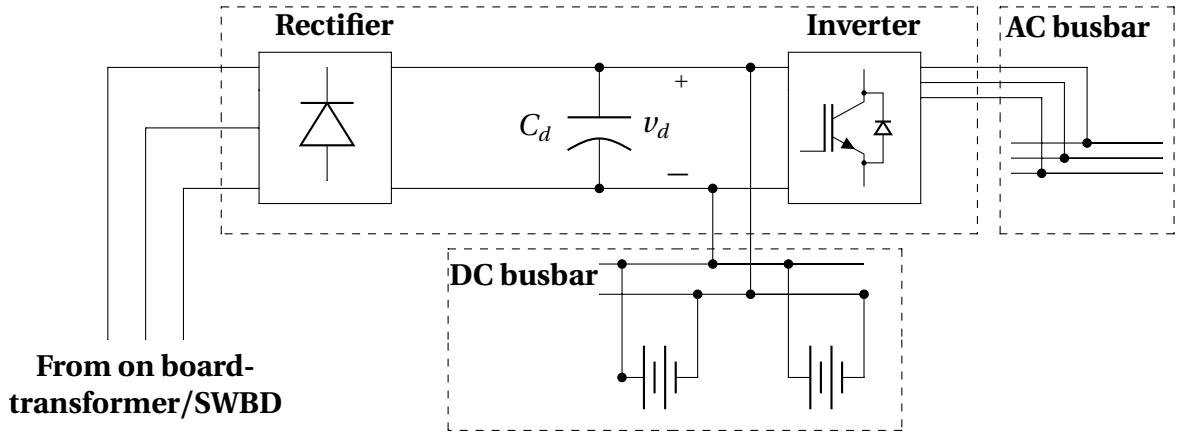 Rectifier
Inverter
AC busbar
+
C_d
v_d
−
DC busbar
From on board-
transformer/SWBD